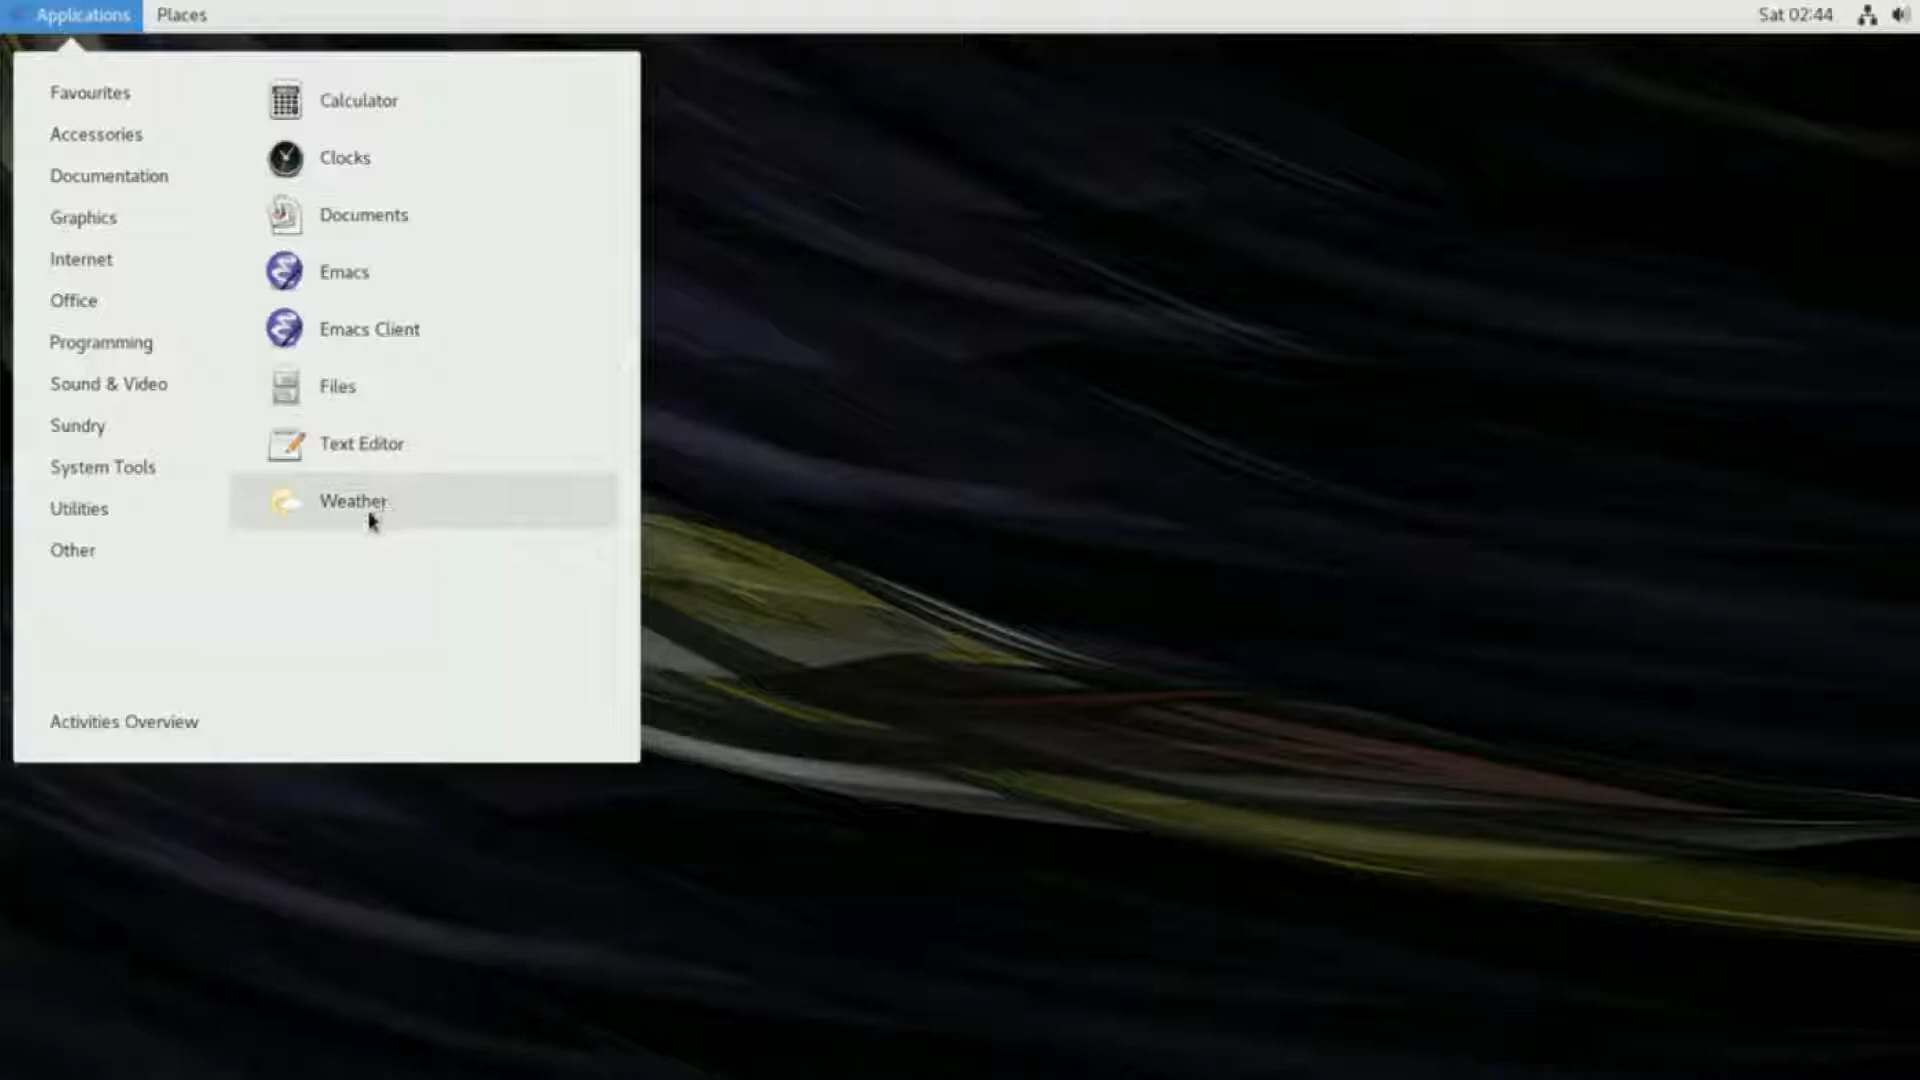 Applications Places Sat 02:44
Favourites
Accessories
Documentation
Graphics
Internet
Office
Programming
Sound & Video
Sundry
System Tools
Utilities
Other
Activities Overview
Calculator
Clocks
Documents
Emacs
Emacs Client
Files
Text Editor
Weather